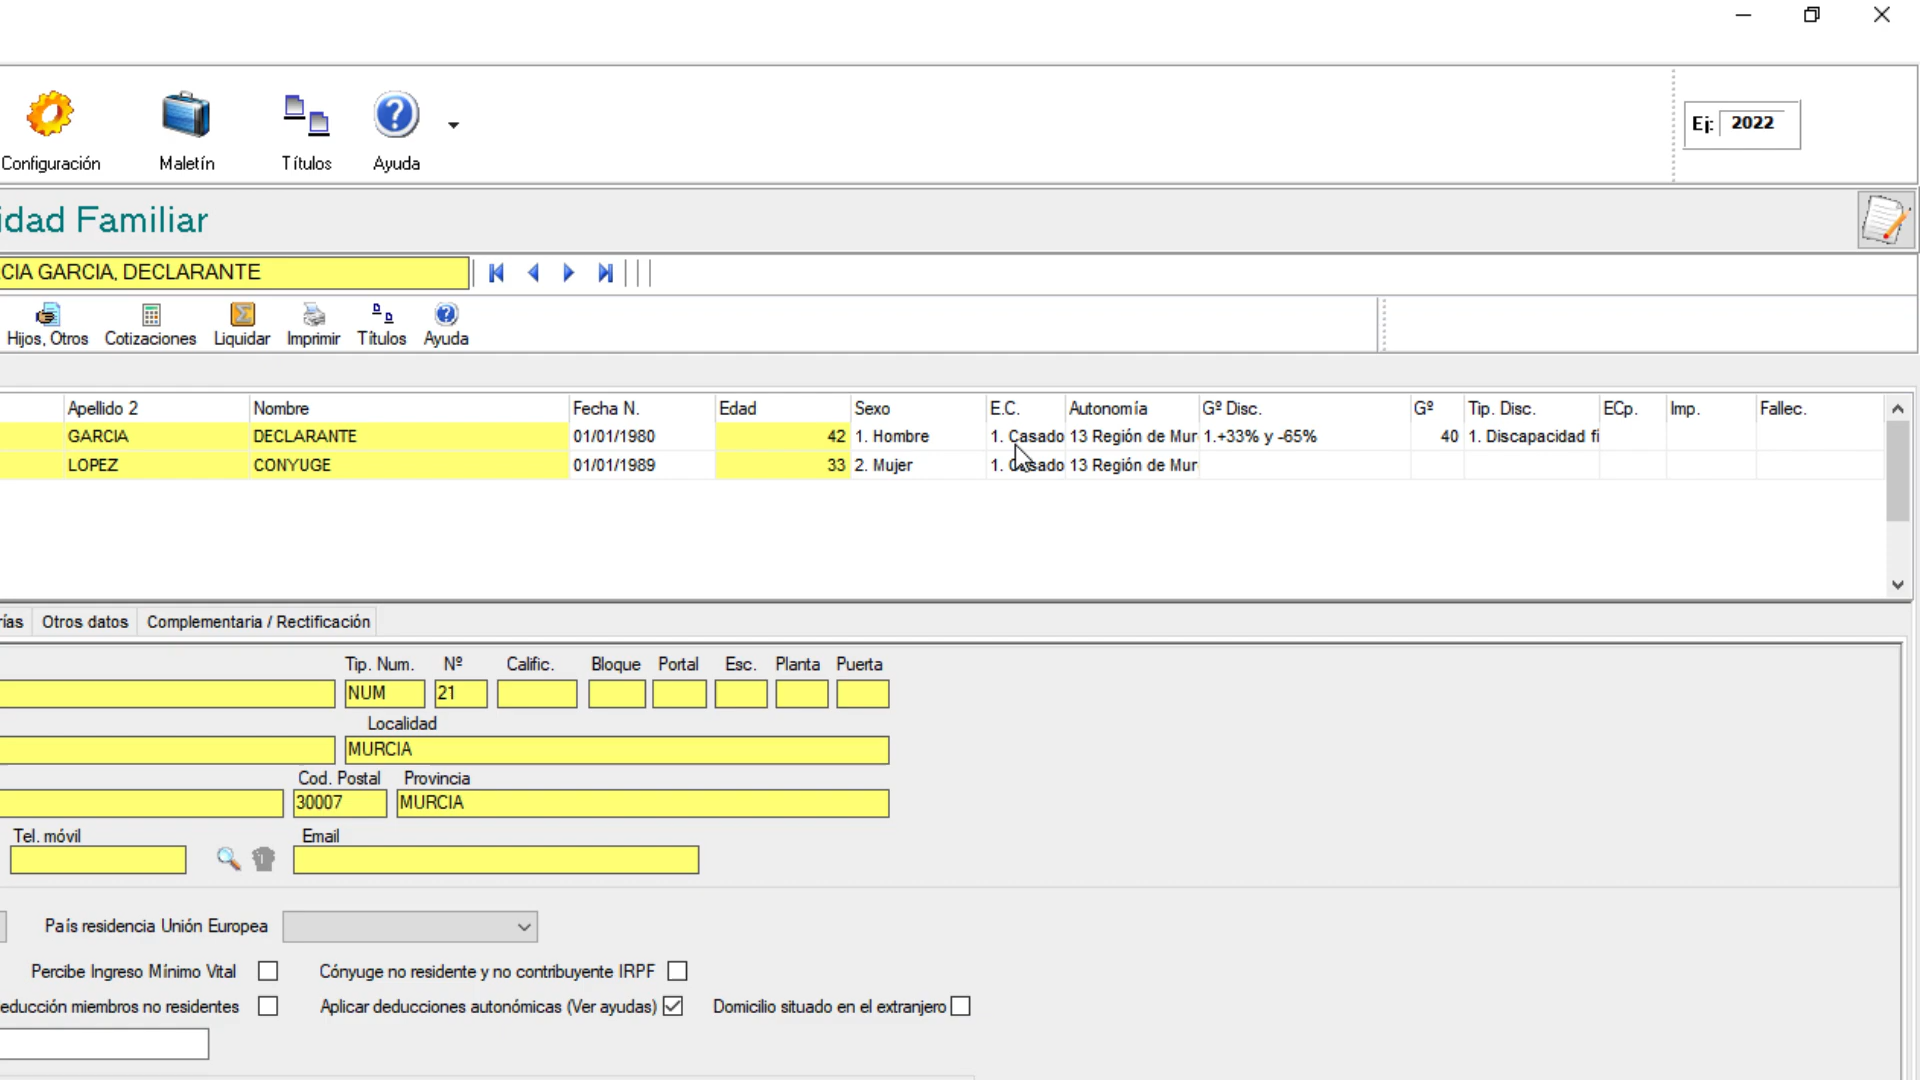 Configuración Maletín Títulos Ayuda
Ej: 2022
idad Familiar
CIA GARCIA, DECLARANTE
Hijos, Otros Cotizaciones Liquidar Imprimir Títulos Ayuda
Apellido 2 Nombre Fecha N. Edad Sexo E.C. Autonomía Gº Disc. Gº Tip. Disc. ECp. Imp. Fallec.
GARCIA DECLARANTE 01/01/1980 42 1. Hombre 1. Casado 13 Región de Mur 1.+33% y -65% 40 1. Discapacidad fí
LOPEZ CONYUGE 01/01/1989 33 2. Mujer 1. Casado 13 Región de Mur
rías Otros datos Complementaria / Rectificación
Tip. Num. Nº Calific. Bloque Portal Esc. Planta Puerta
NUM 21
Localidad
MURCIA
Cod. Postal Provincia
30007 MURCIA
Tel. móvil Email
País residencia Unión Europea
Percibe Ingreso Mínimo Vital Cónyuge no residente y no contribuyente IRPF
educción miembros no residentes Aplicar deducciones autonómicas (Ver ayudas) Domicilio situado en el extranjero